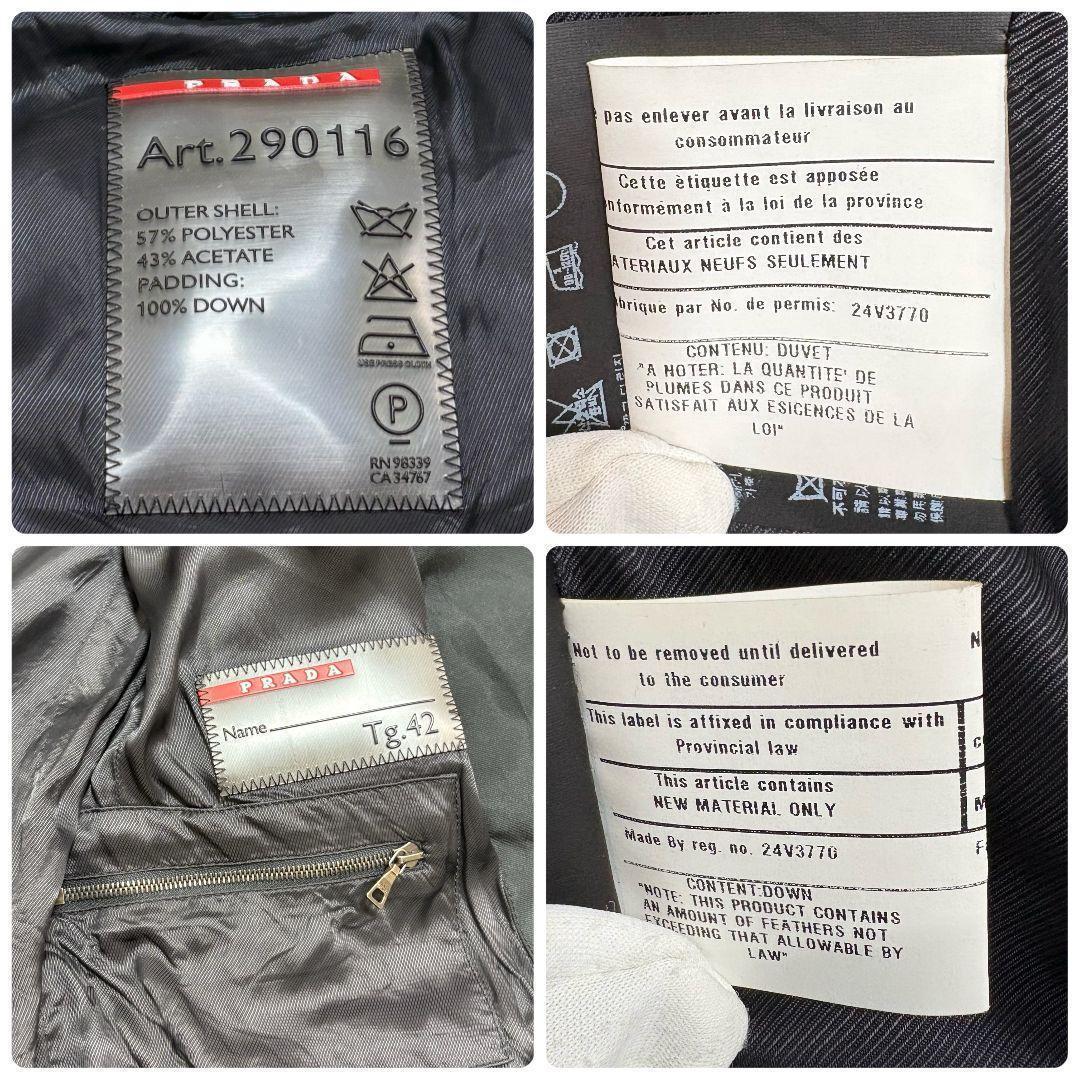 PRADA
Art.290116
OUTER SHELL:
57% POLYESTER
43% ACETATE
PADDING:
100% DOWN
USE PRESS CLOTH
P
RN 98339
CA 34767
pas enlever avant la livraison au
consommateur
Cette ètiquette est apposée
nformément à la loi de la province
Cet article contient des
ATERIAUX NEUFS SEULEMENT
brique par No. de permis: 24V3770
CONTENU: DUVET
"A NOTER: LA QUANTITE' DE
PLUMES DANS CE PRODUIT
SATISFAIT AUX ESIGENCES DE LA
LOI"
PRADA
Name
Tg.42
Not to be removed until delivered
to the consumer
This label is affixed in compliance with
Provincial law
This article contains
NEW MATERIAL ONLY
Made By reg. no. 24V3770
CONTENT:DOWN
"NOTE: THIS PRODUCT CONTAINS
AN AMOUNT OF FEATHERS NOT
EXCEEDING THAT ALLOWABLE BY
LAW"